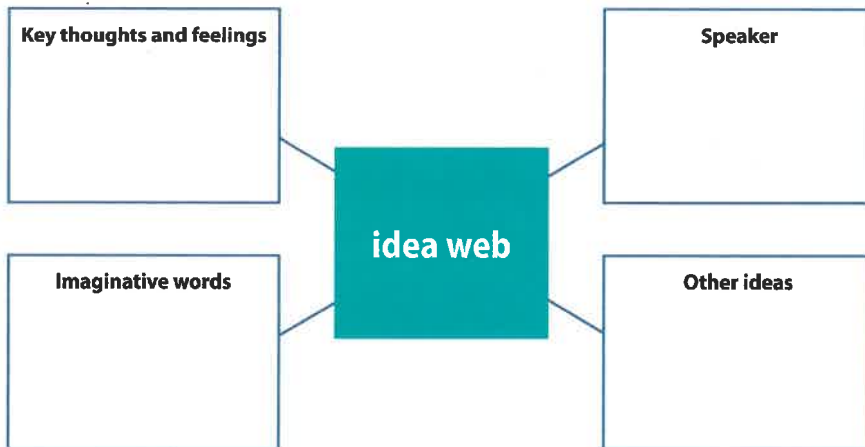 Key thoughts and feelings
Speaker
idea web
Imaginative words
Other ideas